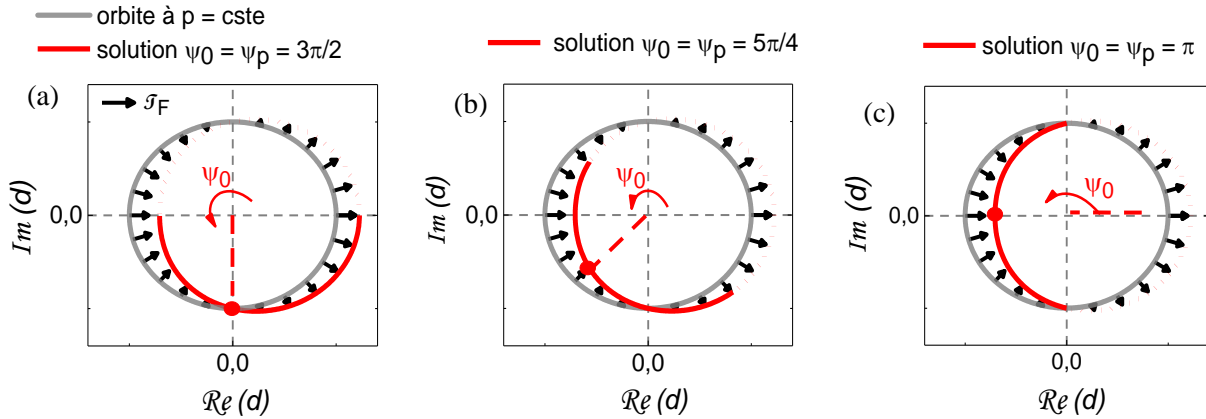 orbite à p = cste
solution ψ0 = ψp = 3π/2
solution ψ0 = ψp = 5π/4
solution ψ0 = ψp = π
(a)
𝒯F
ψ0
0,0
Im (d)
0,0
Re (d)
(b)
ψ0
0,0
Im (d)
0,0
Re (d)
(c)
ψ0
0,0
Im (d)
0,0
Re (d)